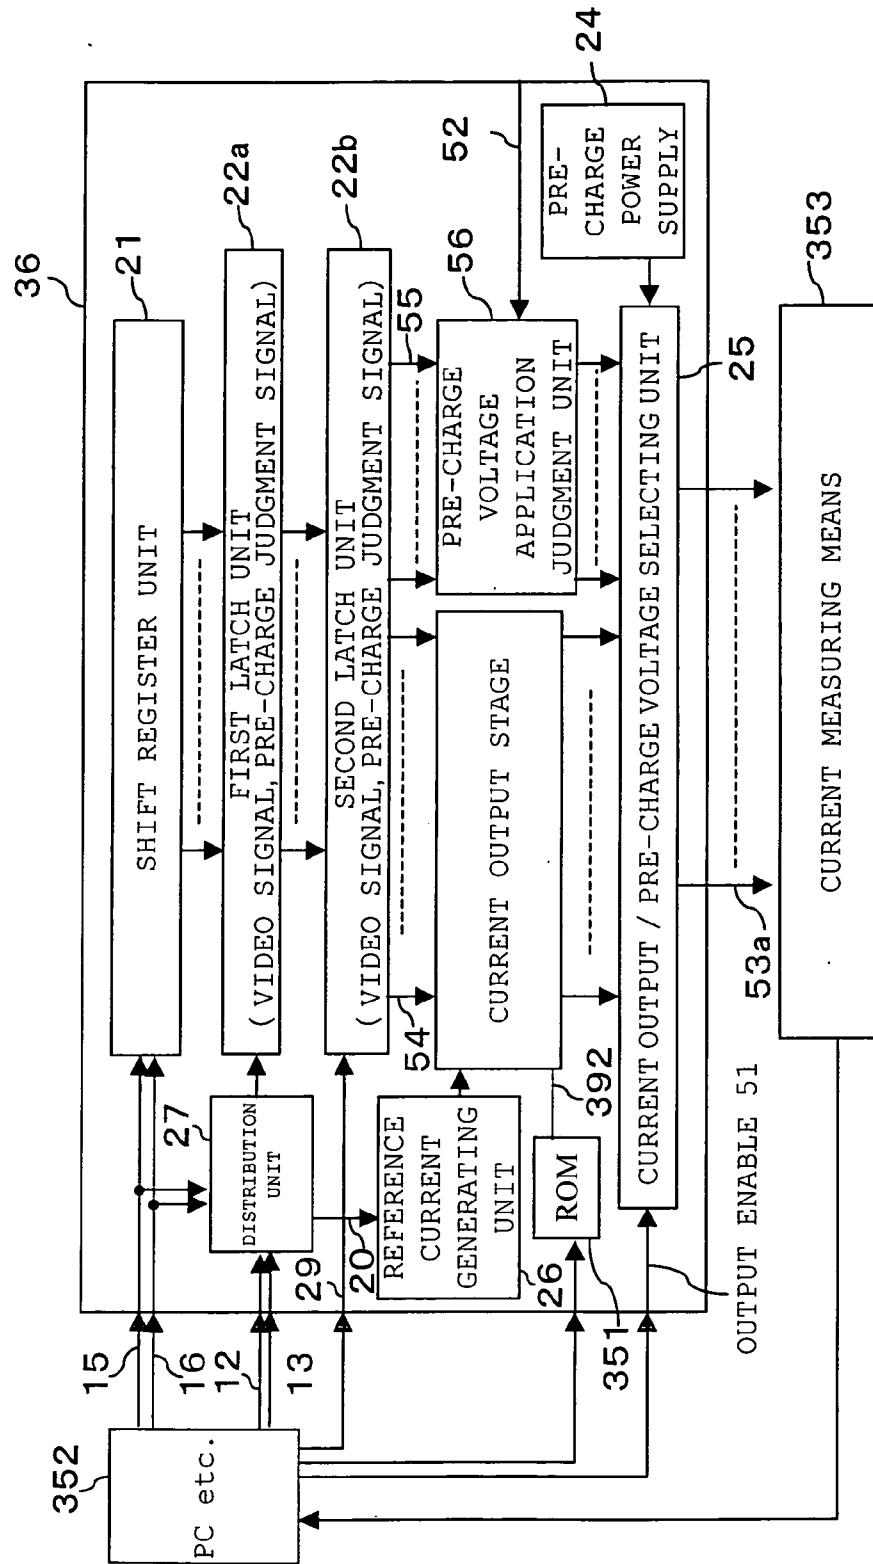 36
21
SHIFT REGISTER UNIT
22a
FIRST LATCH UNIT
(VIDEO SIGNAL, PRE-CHARGE JUDGMENT SIGNAL)
22b
SECOND LATCH UNIT
(VIDEO SIGNAL, PRE-CHARGE JUDGMENT SIGNAL)
352
PC etc.
15
16
12
13
27
DISTRIBUTION
UNIT
20
29
REFERENCE
CURRENT
GENERATING
UNIT
26
54
CURRENT OUTPUT STAGE
55
56
PRE-CHARGE
VOLTAGE
APPLICATION
JUDGMENT UNIT
52
24
PRE-
CHARGE
POWER
SUPPLY
392
ROM
351
CURRENT OUTPUT / PRE-CHARGE VOLTAGE SELECTING UNIT
25
OUTPUT ENABLE 51
53a
353
CURRENT MEASURING MEANS